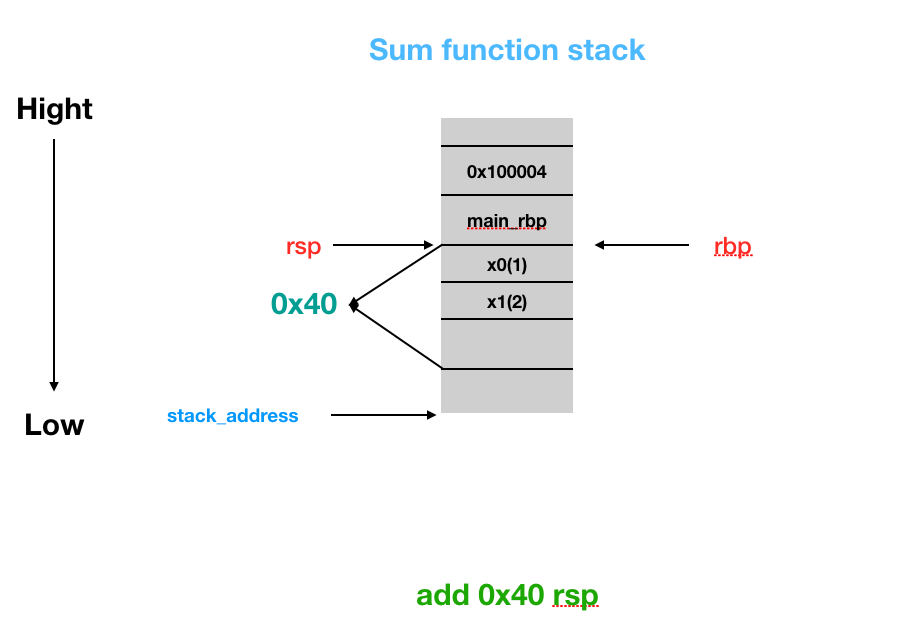 Sum function stack
Hight
0x100004
main_rbp
rsp
rbp
x0(1)
0x40
x1(2)
stack_address
Low
add 0x40 rsp